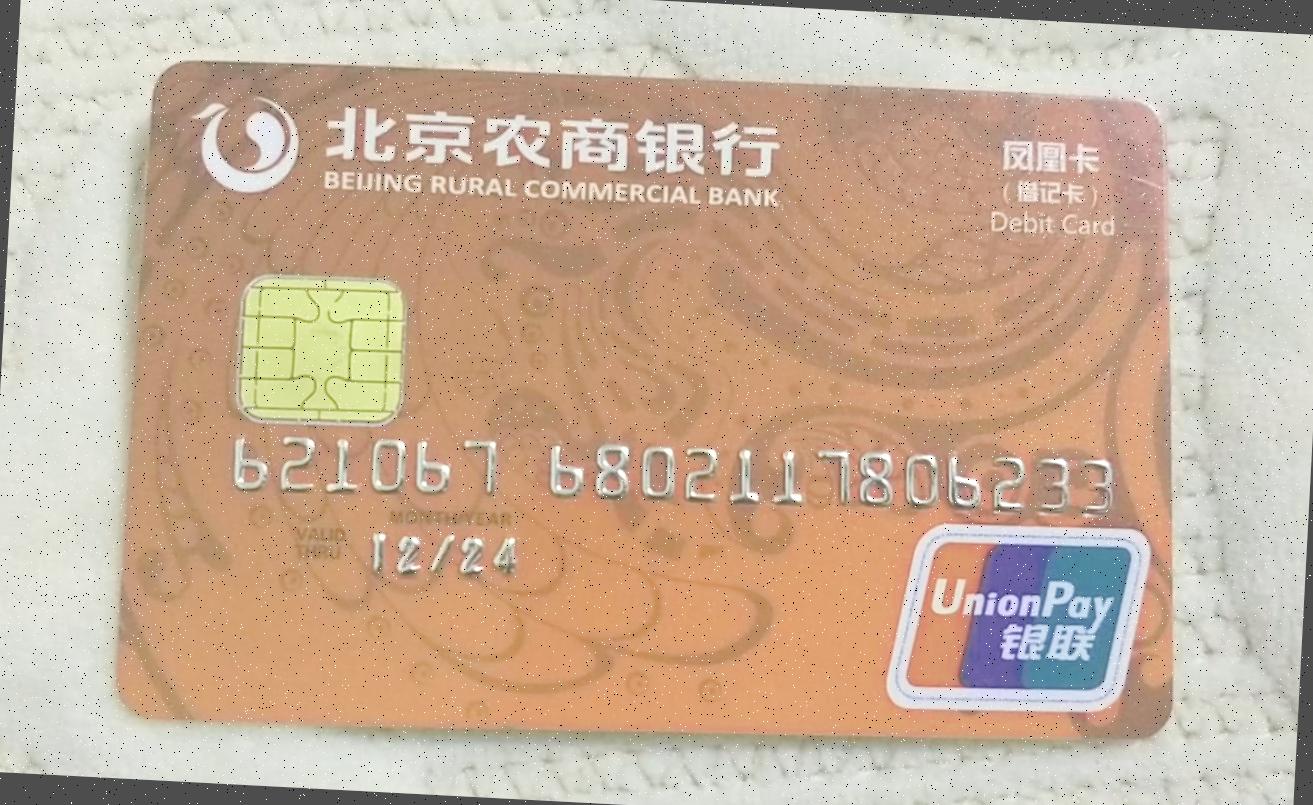 北京农商银行
BEIJING RURAL COMMERCIAL BANK
凤凰卡
(借记卡)
Debit Card
621067 6802117806233
MONTH/YEAR
VALID
THRU
12/24
UnionPay
银联